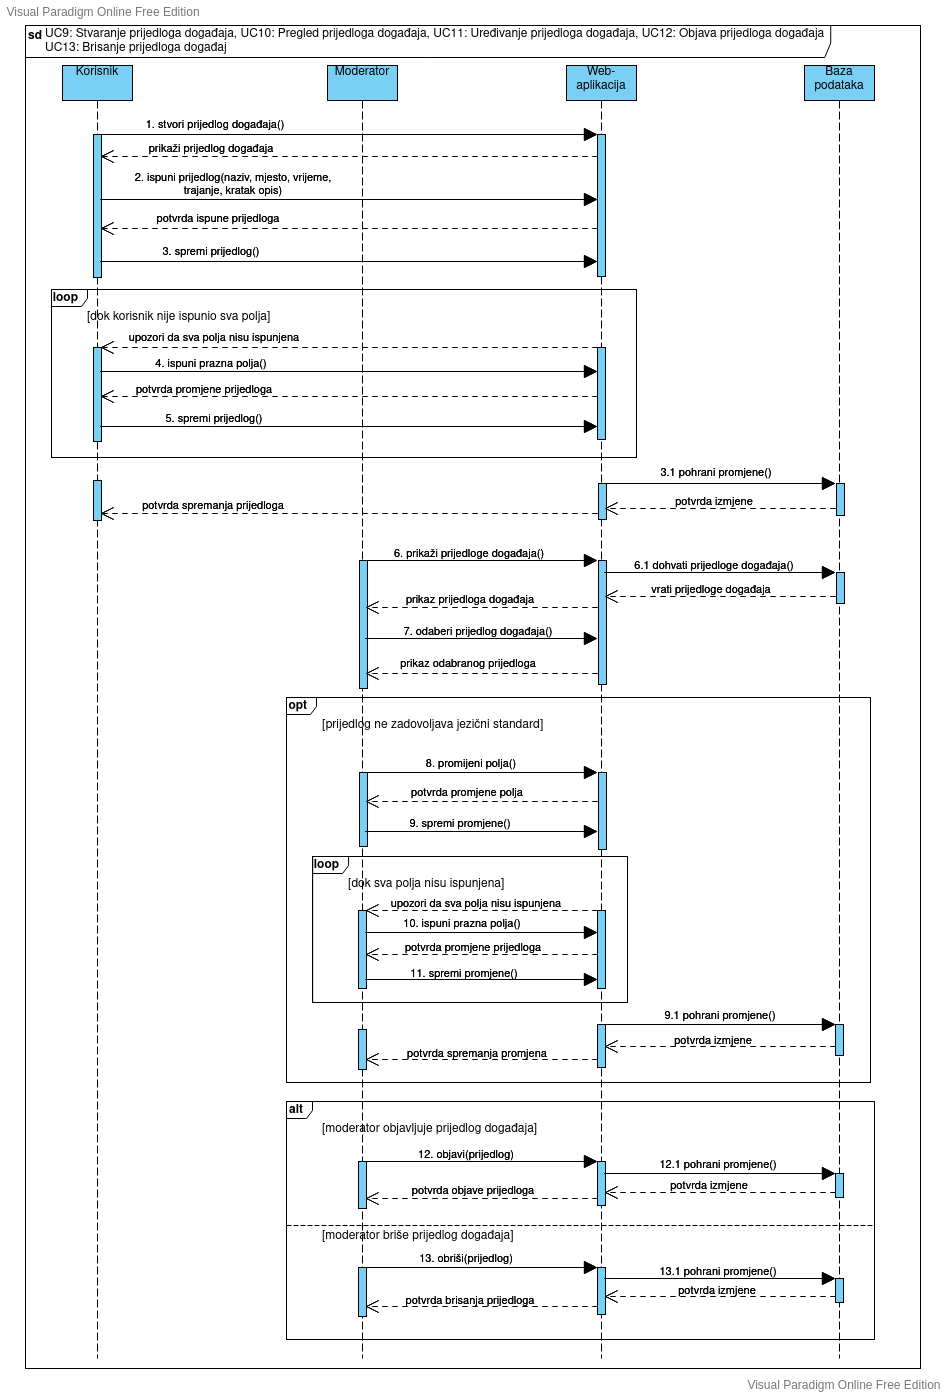 Visual Paradigm Online Free Edition
sd UC9: Stvaranje prijedloga događaja, UC10: Pregled prijedloga događaja, UC11: Uređivanje prijedloga događaja, UC12: Objava prijedloga događaja
UC13: Brisanje prijedloga događaj
Korisnik
Moderator
Web-
aplikacija
Baza
podataka
1. stvori prijedlog događaja()
prikaži prijedlog događaja
2. ispuni prijedlog(naziv, mjesto, vrijeme,
trajanje, kratak opis)
potvrda ispune prijedloga
3. spremi prijedlog()
loop
[dok korisnik nije ispunio sva polja]
upozori da sva polja nisu ispunjena
4. ispuni prazna polja()
potvrda promjene prijedloga
5. spremi prijedlog()
3.1 pohrani promjene()
potvrda izmjene
potvrda spremanja prijedloga
6. prikaži prijedloge događaja()
6.1 dohvati prijedloge događaja()
vrati prijedloge događaja
prikaz prijedloga događaja
7. odaberi prijedlog događaja()
prikaz odabranog prijedloga
opt
[prijedlog ne zadovoljava jezični standard]
8. promijeni polja()
potvrda promjene polja
9. spremi promjene()
loop
[dok sva polja nisu ispunjena]
upozori da sva polja nisu ispunjena
10. ispuni prazna polja()
potvrda promjene prijedloga
11. spremi promjene()
9.1 pohrani promjene()
potvrda izmjene
potvrda spremanja promjena
alt
[moderator objavljuje prijedlog događaja]
12. objavi(prijedlog)
12.1 pohrani promjene()
potvrda izmjene
potvrda objave prijedloga
[moderator briše prijedlog događaja]
13. obriši(prijedlog)
13.1 pohrani promjene()
potvrda izmjene
potvrda brisanja prijedloga
Visual Paradigm Online Free Edition